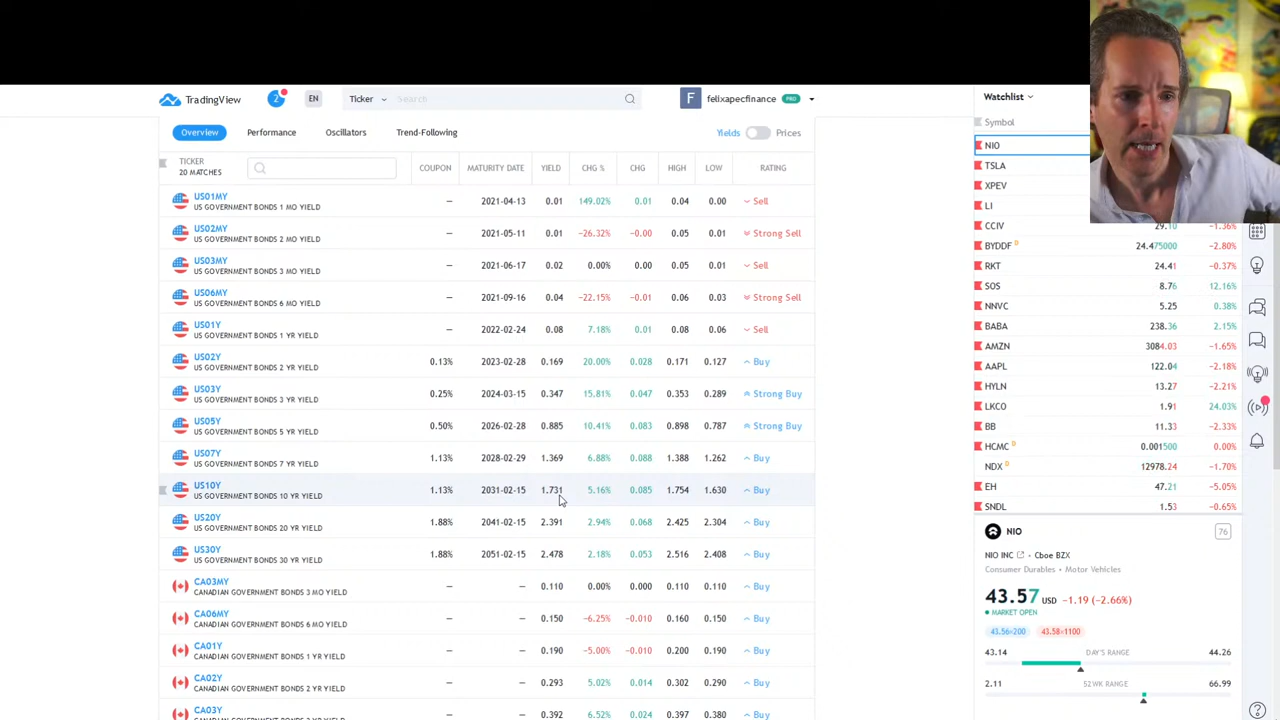 TradingView 2 EN Ticker Search F felixapecfinance PRO
Overview Performance Oscillators Trend-Following Yields Prices
TICKER
20 MATCHES
COUPON MATURITY DATE YIELD CHG % CHG HIGH LOW RATING
US01MY
US GOVERNMENT BONDS 1 MO YIELD
— 2021-04-13 0.01 149.02% 0.01 0.04 0.00 Sell
US02MY
US GOVERNMENT BONDS 2 MO YIELD
— 2021-05-11 0.01 −26.32% −0.00 0.05 0.01 Strong Sell
US03MY
US GOVERNMENT BONDS 3 MO YIELD
— 2021-06-17 0.02 0.00% 0.00 0.05 0.01 Sell
US06MY
US GOVERNMENT BONDS 6 MO YIELD
— 2021-09-16 0.04 −22.15% −0.01 0.06 0.03 Strong Sell
US01Y
US GOVERNMENT BONDS 1 YR YIELD
— 2022-02-24 0.08 7.18% 0.01 0.08 0.06 Sell
US02Y
US GOVERNMENT BONDS 2 YR YIELD
0.13% 2023-02-28 0.169 20.00% 0.028 0.171 0.127 Buy
US03Y
US GOVERNMENT BONDS 3 YR YIELD
0.25% 2024-03-15 0.347 15.81% 0.047 0.353 0.289 Strong Buy
US05Y
US GOVERNMENT BONDS 5 YR YIELD
0.50% 2026-02-28 0.885 10.41% 0.083 0.898 0.787 Strong Buy
US07Y
US GOVERNMENT BONDS 7 YR YIELD
1.13% 2028-02-29 1.369 6.88% 0.088 1.388 1.262 Buy
US10Y
US GOVERNMENT BONDS 10 YR YIELD
1.13% 2031-02-15 1.731 5.16% 0.085 1.754 1.630 Buy
US20Y
US GOVERNMENT BONDS 20 YR YIELD
1.88% 2041-02-15 2.391 2.94% 0.068 2.425 2.304 Buy
US30Y
US GOVERNMENT BONDS 30 YR YIELD
1.88% 2051-02-15 2.478 2.18% 0.053 2.516 2.408 Buy
CA03MY
CANADIAN GOVERNMENT BONDS 3 MO YIELD
— — 0.110 0.00% 0.000 0.110 0.110 Buy
CA06MY
CANADIAN GOVERNMENT BONDS 6 MO YIELD
— — 0.150 −6.25% −0.010 0.160 0.150 Buy
CA01Y
CANADIAN GOVERNMENT BONDS 1 YR YIELD
— — 0.190 −5.00% −0.010 0.200 0.190 Buy
CA02Y
CANADIAN GOVERNMENT BONDS 2 YR YIELD
— — 0.293 5.02% 0.014 0.302 0.290 Buy
CA03Y
— — 0.392 6.52% 0.024 0.397 0.380 Buy
Watchlist
Symbol
NIO
TSLA
XPEV
LI
CCIV 29.10 −1.36%
BYDDF D 24.475000 −2.80%
RKT 24.41 −0.37%
SOS 8.76 12.16%
NNVC 5.25 0.38%
BABA 238.36 2.15%
AMZN 3084.03 −1.65%
AAPL 122.04 −2.18%
HYLN 13.27 −2.21%
LKCO 1.91 24.03%
BB 11.33 −2.33%
HCMC D 0.001500 0.00%
NDX D 12978.24 −1.70%
EH 47.21 −5.05%
SNDL 1.53 −0.65%
NIO 76
NIO INC • Cboe BZX
Consumer Durables • Motor Vehicles
43.57 USD −1.19 (−2.66%)
MARKET OPEN
43.56×200 43.58×1100
43.14 DAY'S RANGE 44.26
2.11 52WK RANGE 66.99